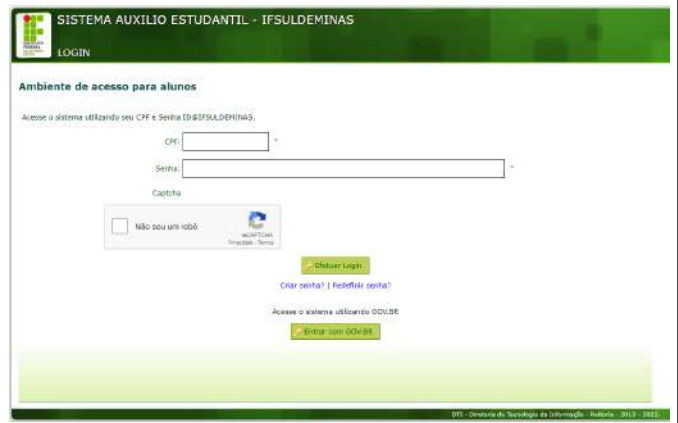 SISTEMA AUXILIO ESTUDANTIL - IFSULDEMINAS
LOGIN
Ambiente de acesso para alunos
Acesse o sistema utilizando seu CPF e Senha ID@IFSULDEMINAS.
CPF: *
Senha: *
Captcha
Não sou um robô
reCAPTCHA
Privacidade - Termos
Efetuar Login
Criar senha? | Redefinir senha?
Acesse o sistema utilizando GOV.BR
Entrar com GOV.BR
DTI - Diretoria de Tecnologia da Informação - Reitoria - 2013 - 2023.